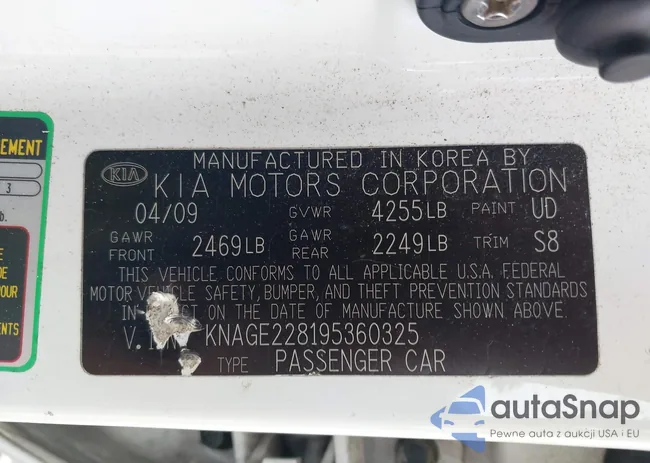 EMENT
3
b.
DE
POUR
ENTS
MANUFACTURED IN KOREA BY
KIA KIA MOTORS CORPORATION
04/09 GVWR 4255LB PAINT UD
GAWR FRONT 2469LB GAWR REAR 2249LB TRIM S8
THIS VEHICLE CONFORMS TO ALL APPLICABLE U.S.A. FEDERAL
MOTOR VEHICLE SAFETY, BUMPER, AND THEFT PREVENTION STANDARDS
IN EFFECT ON THE DATE OF MANUFACTURE SHOWN ABOVE.
V.I.N KNAGE228195360325
TYPE PASSENGER CAR
autaSnap
Pewne auta z aukcji USA i EU